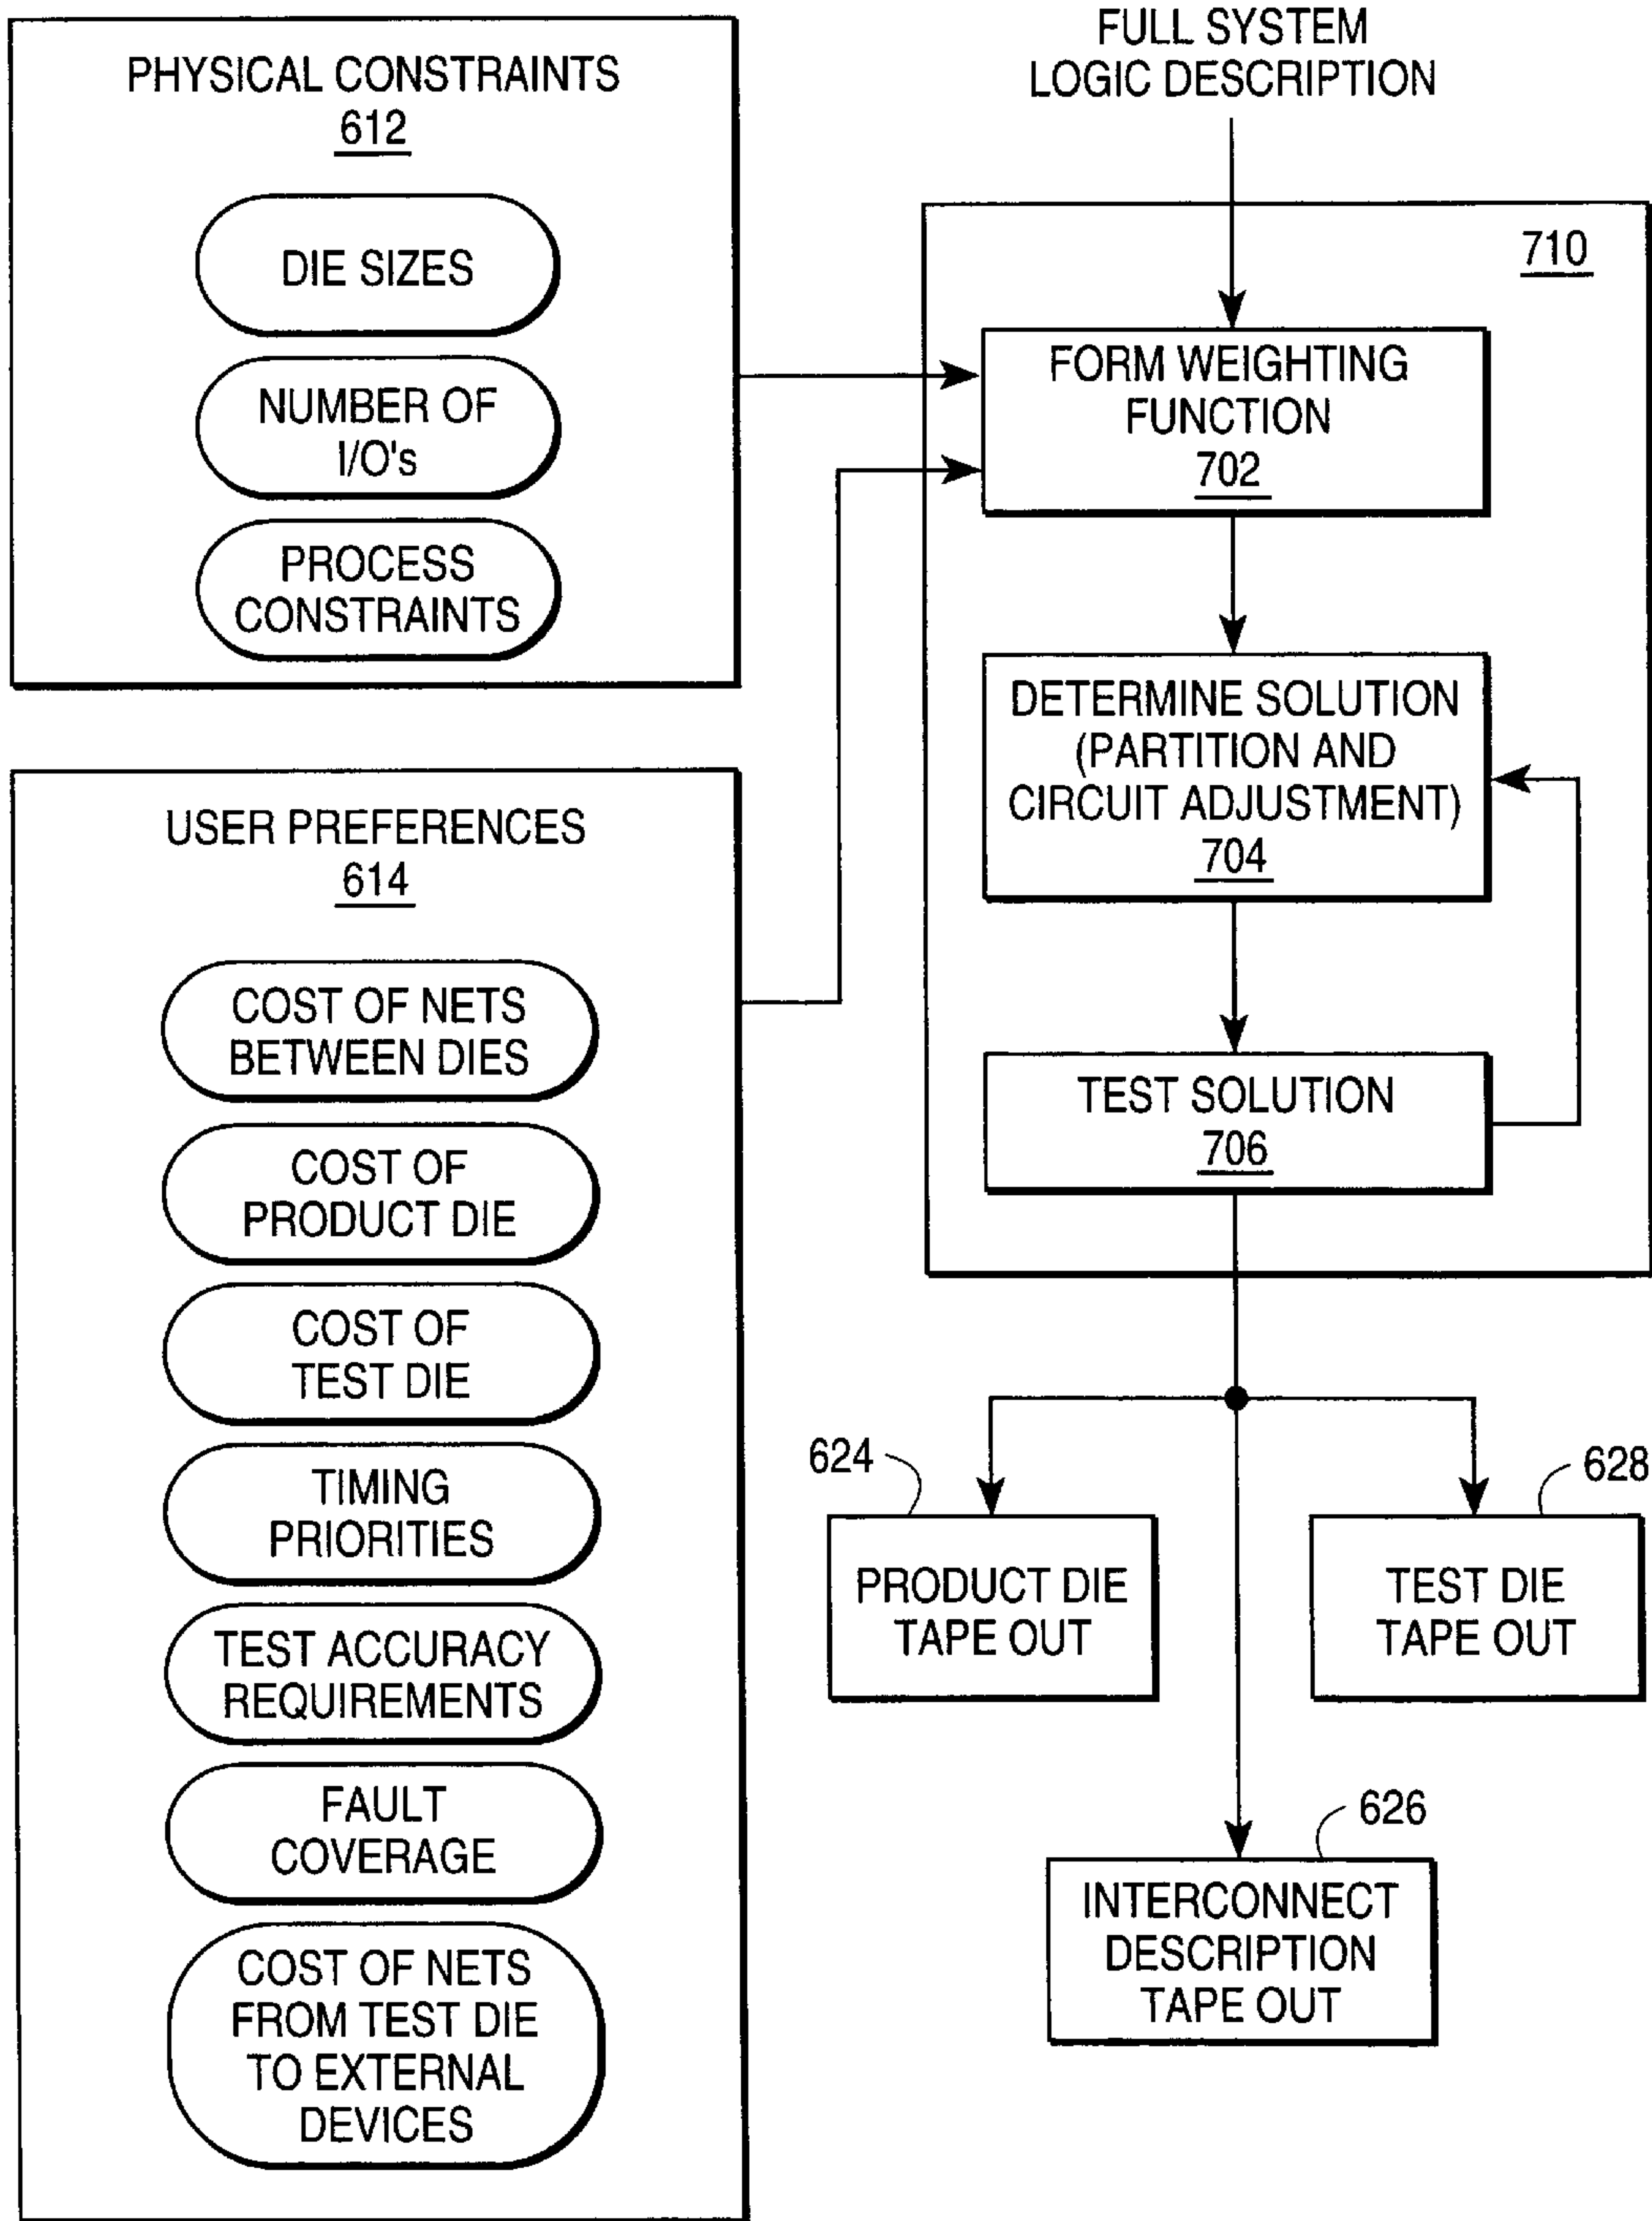 PHYSICAL CONSTRAINTS
612
DIE SIZES
NUMBER OF
I/O's
PROCESS
CONSTRAINTS
USER PREFERENCES
614
COST OF NETS
BETWEEN DIES
COST OF
PRODUCT DIE
COST OF
TEST DIE
TIMING
PRIORITIES
TEST ACCURACY
REQUIREMENTS
FAULT
COVERAGE
COST OF NETS
FROM TEST DIE
TO EXTERNAL
DEVICES
FULL SYSTEM
LOGIC DESCRIPTION
710
FORM WEIGHTING
FUNCTION
702
DETERMINE SOLUTION
(PARTITION AND
CIRCUIT ADJUSTMENT)
704
TEST SOLUTION
706
624
PRODUCT DIE
TAPE OUT
628
TEST DIE
TAPE OUT
626
INTERCONNECT
DESCRIPTION
TAPE OUT